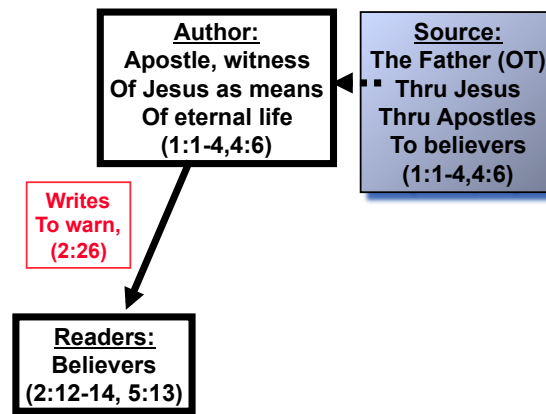 Author:
Apostle, witness
Of Jesus as means
Of eternal life
(1:1-4,4:6)
Source:
The Father (OT)
Thru Jesus
Thru Apostles
To believers
(1:1-4,4:6)
Writes
To warn,
(2:26)
Readers:
Believers
(2:12-14, 5:13)